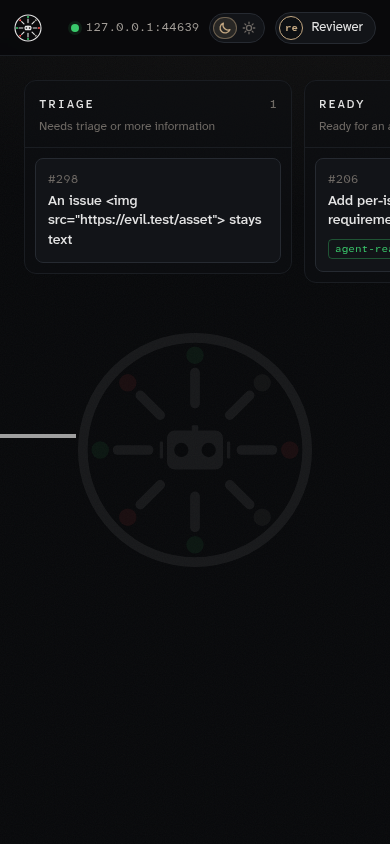 127.0.0.1:44639
re Reviewer
TRIAGE 1
Needs triage or more information
#298
An issue <img
src="https://evil.test/asset"> stays
text
READY
Ready for an
#206
Add per-is
requireme
agent-rea